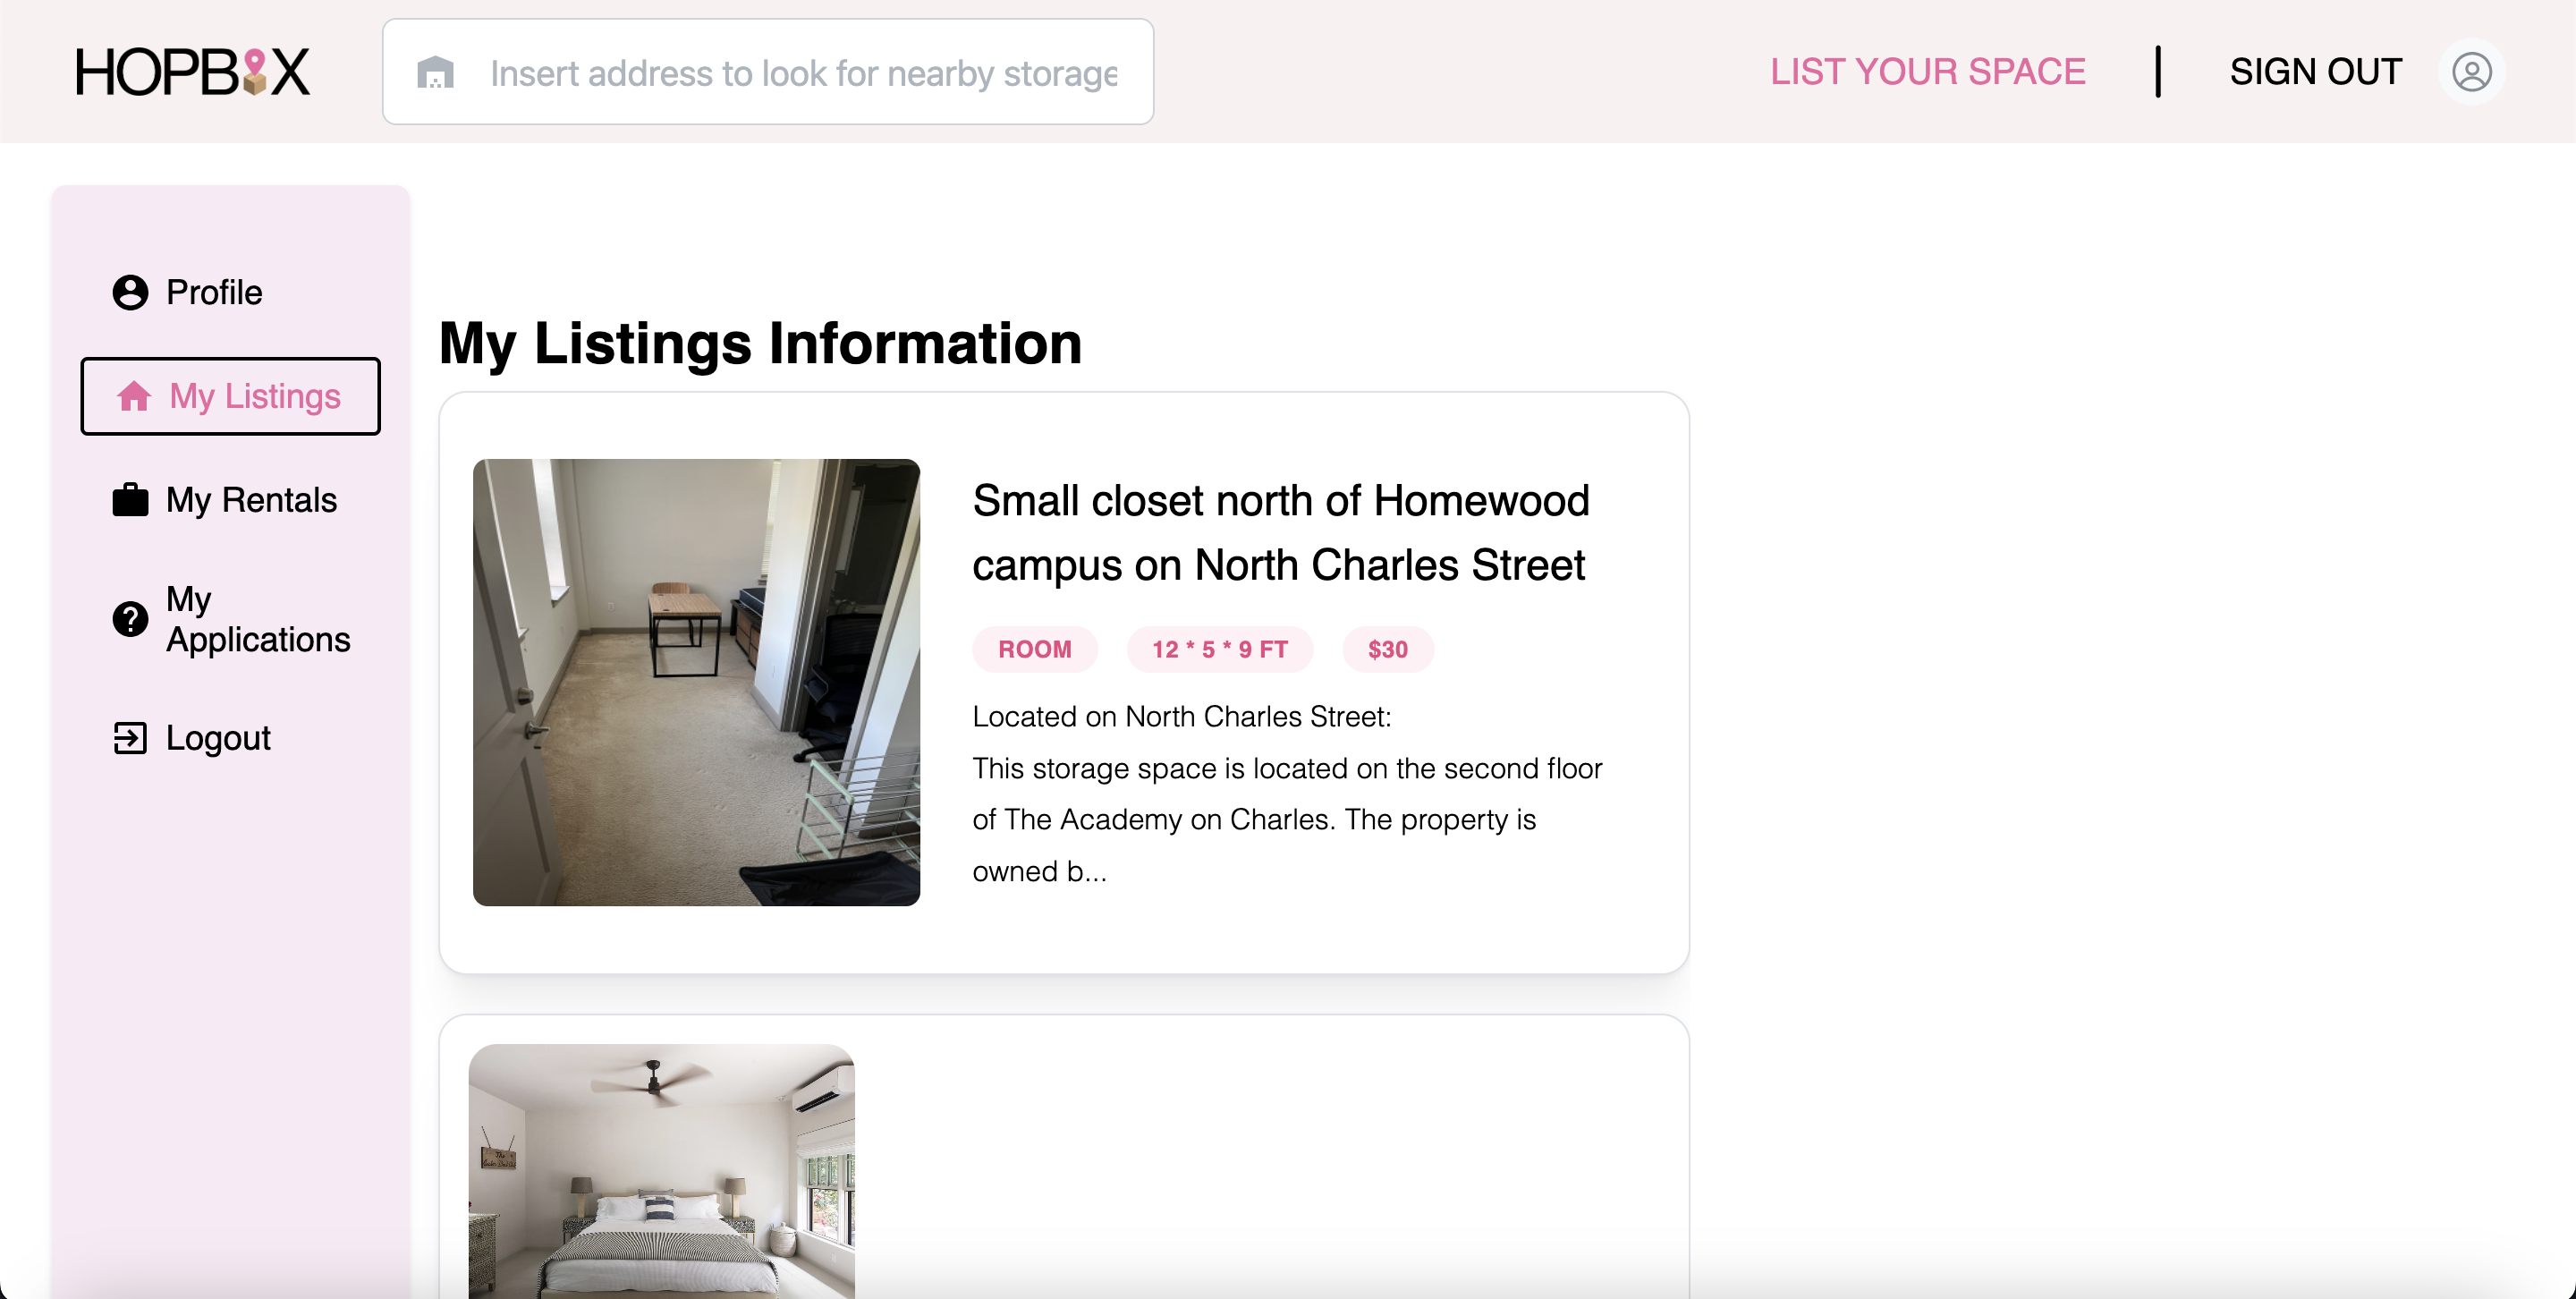 HOPBOX
Insert address to look for nearby storage
LIST YOUR SPACE
SIGN OUT
Profile
My Listings
My Rentals
My
Applications
Logout
My Listings Information
Small closet north of Homewood
campus on North Charles Street
ROOM
12 * 5 * 9 FT
$30
Located on North Charles Street:
This storage space is located on the second floor
of The Academy on Charles. The property is
owned b...
The